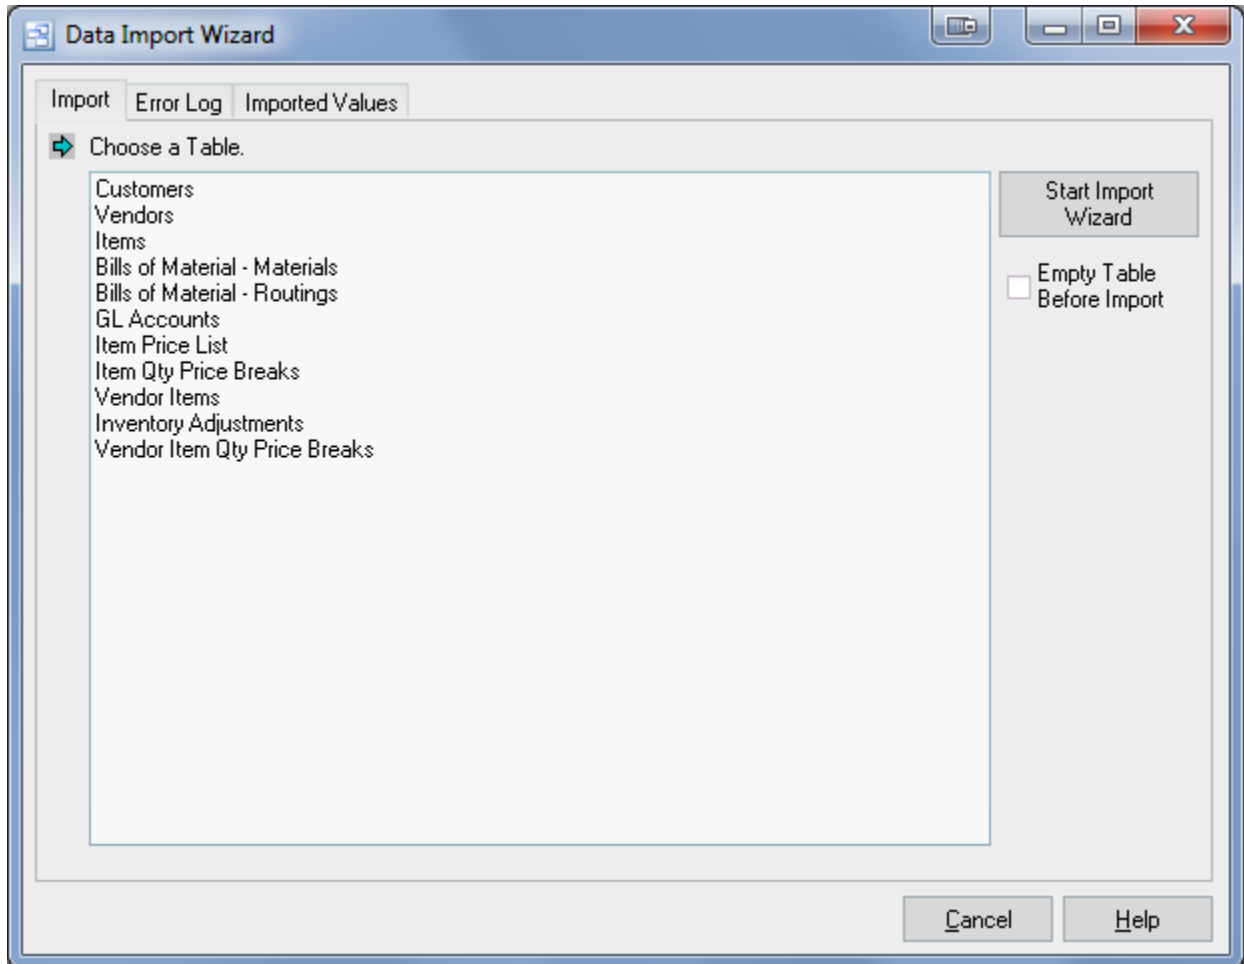 Data Import Wizard
Import
Error Log
Imported Values
Choose a Table.
Customers
Vendors
Items
Bills of Material - Materials
Bills of Material - Routings
GL Accounts
Item Price List
Item Qty Price Breaks
Vendor Items
Inventory Adjustments
Vendor Item Qty Price Breaks
Start Import
Wizard
Empty Table
Before Import
Cancel
Help